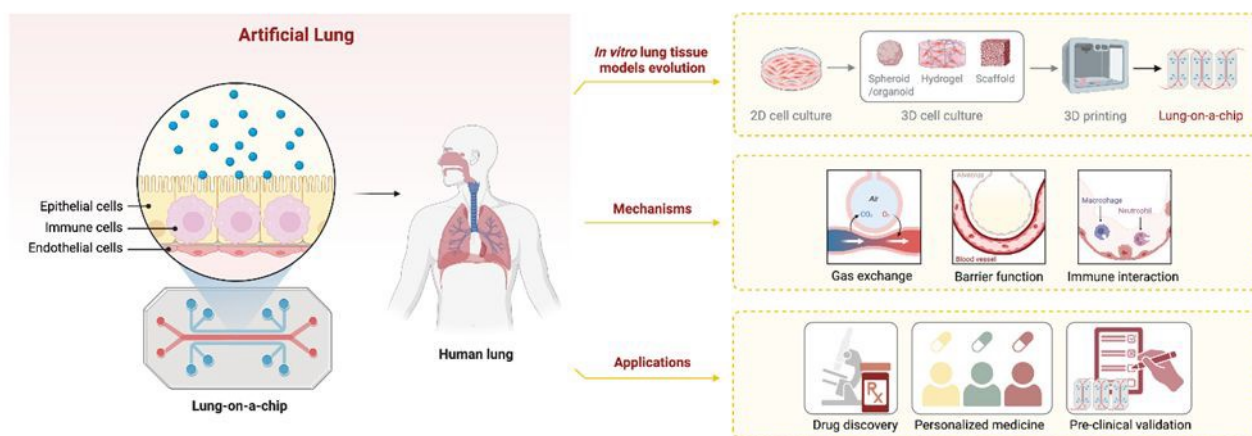 Artificial Lung
Epithelial cells
Immune cells
Endothelial cells
Lung-on-a-chip
Human lung
In vitro lung tissue
models evolution
2D cell culture
Spheroid
/organoid
Hydrogel
Scaffold
3D cell culture
3D printing
Lung-on-a-chip
Mechanisms
Air
CO₂
O₂
Gas exchange
Alveolus
Blood vessel
Barrier function
Macrophage
Neutrophil
Immune interaction
Applications
Rx
Drug discovery
Personalized medicine
Pre-clinical validation